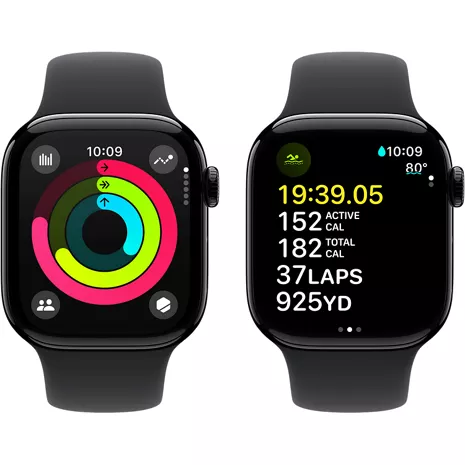 10:09
10:09
80°
19:39.05
152 ACTIVE CAL
182 TOTAL CAL
37LAPS
925YD